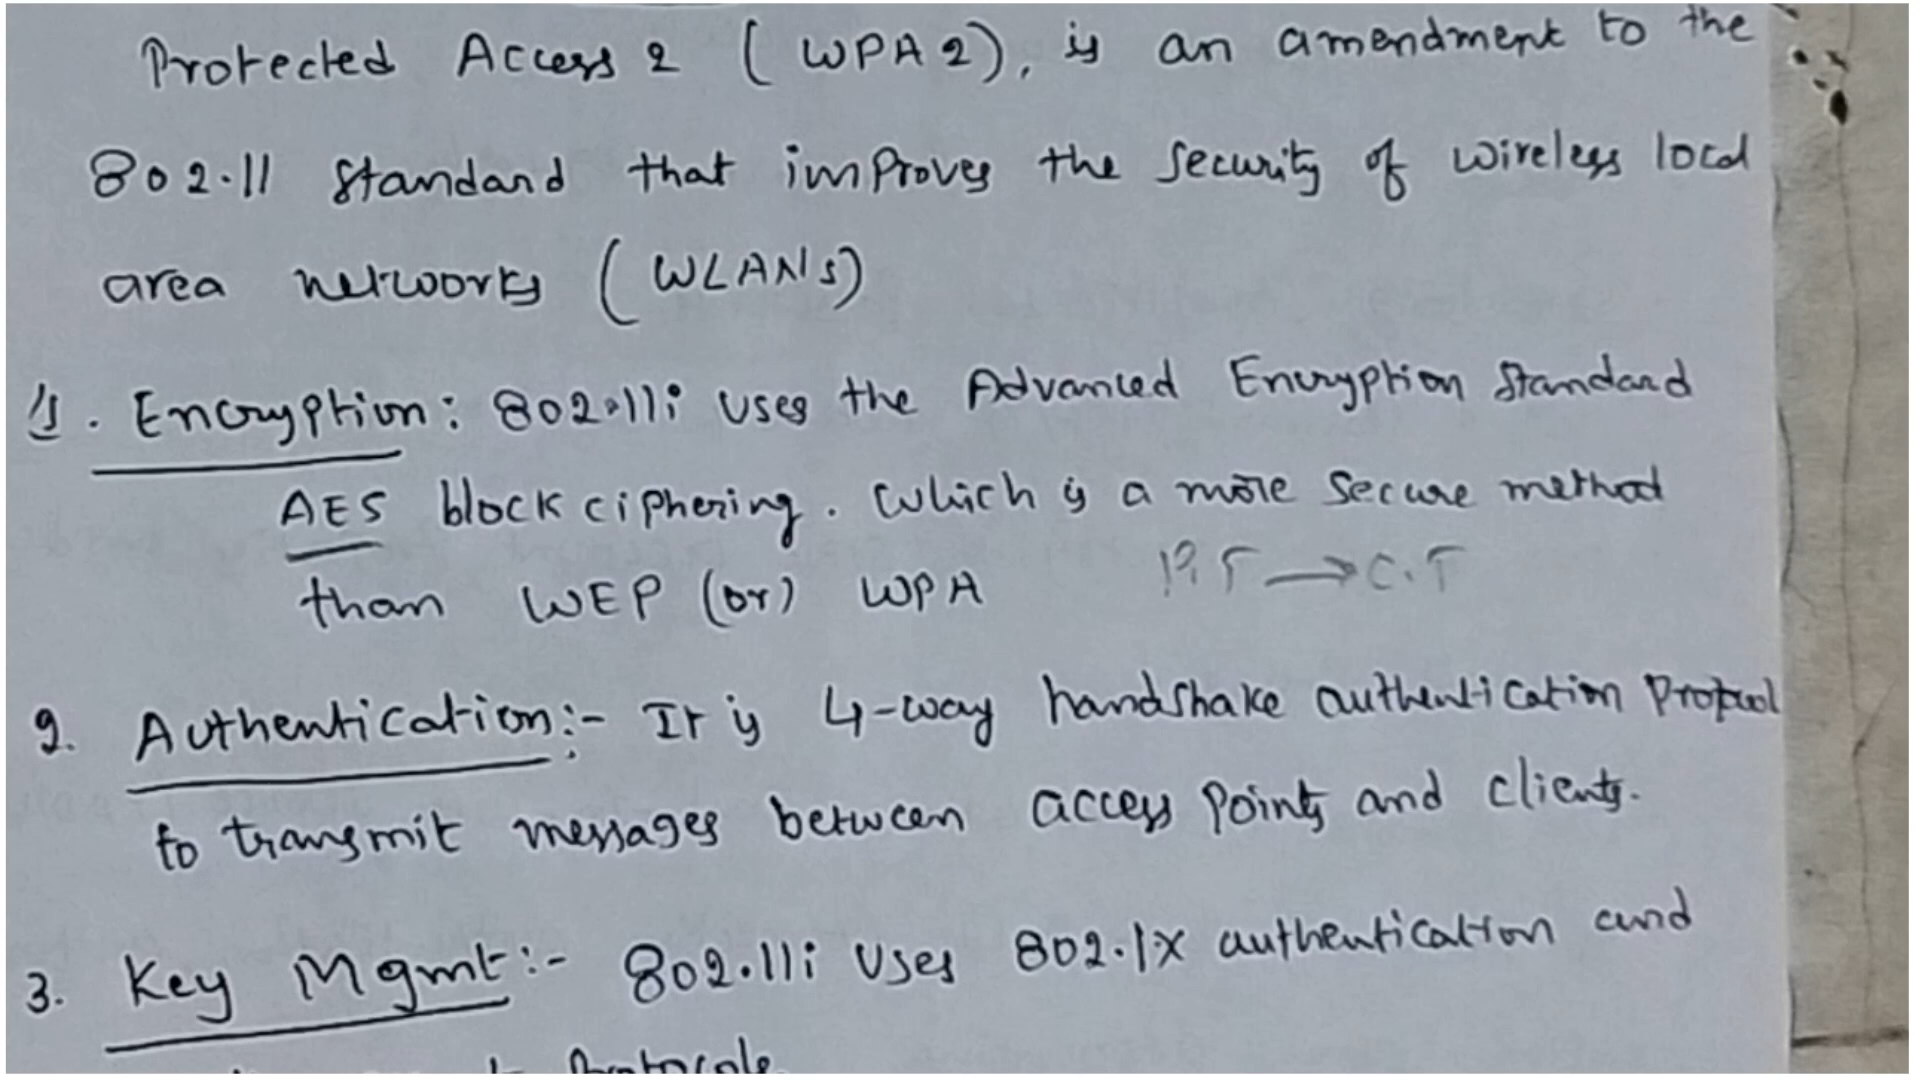 Protected Access 2 (WPA2), is an amendment to the
802.11 standard that improves the security of wireless local
area networks (WLANs)
1. Encryption: 802.11i uses the Advanced Encryption Standard
AES block ciphering. Which is a more secure method
than WEP (or) WPA P.T → C.T
2. Authentication:- It is 4-way handshake authentication Protocol
to transmit messages between access points and clients.
3. Key Mgmt:- 802.11i Uses 802.1X authentication and
Protocols